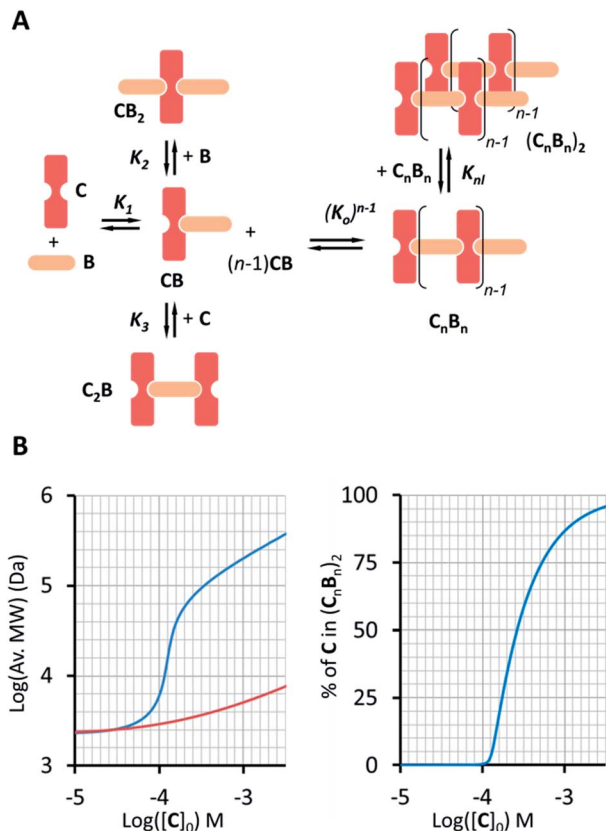 A
CB₂
K₂ + B
C
K₁
+
B
CB
+
(n-1)CB
K₃ + C
C₂B
(Kₒ)ⁿ⁻¹
n-1
n-1
(CₙBₙ)₂
+ CₙBₙ
Kₙₗ
n-1
CₙBₙ
B
Log(Av. MW) (Da)
6
5
4
3
-5 -4 -3
Log([C]₀) M
% of C in (CₙBₙ)₂
100
75
50
25
0
-5 -4 -3
Log([C]₀) M